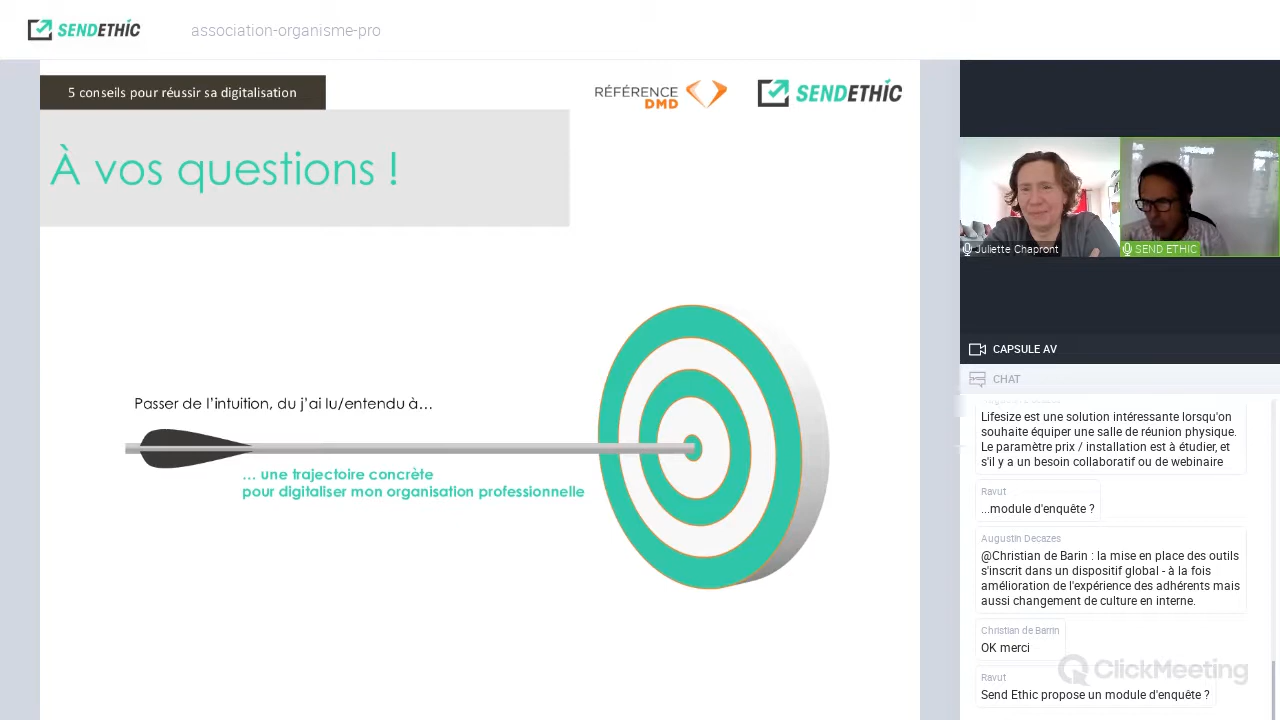 SENDETHIC
association-organisme-pro
5 conseils pour réussir sa digitalisation
RÉFÉRENCE
DMD
SENDETHIC
À vos questions !
Passer de l'intuition, du j'ai lu/entendu à…
… une trajectoire concrète
pour digitaliser mon organisation professionnelle
Juliette Chapront
SEND ETHIC
CAPSULE AV
CHAT
Lifesize est une solution intéressante lorsqu'on
souhaite équiper une salle de réunion physique.
Le paramètre prix / installation est à étudier, et
s'il y a un besoin collaboratif ou de webinaire
Ravut
...module d'enquête ?
Augustin Decazes
@Christian de Barin : la mise en place des outils
s'inscrit dans un dispositif global - à la fois
amélioration de l'expérience des adhérents mais
aussi changement de culture en interne.
Christian de Barrin
OK merci
ClickMeeting
Ravut
Send Ethic propose un module d'enquête ?